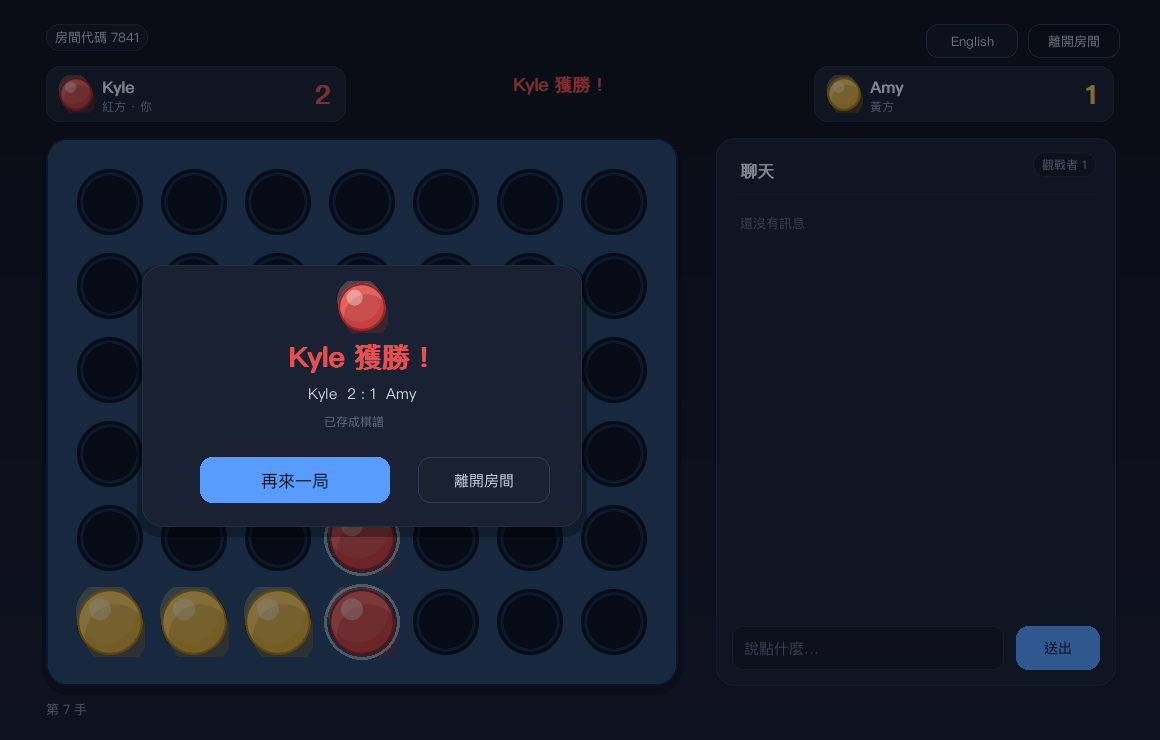 房間代碼 7841
English
離開房間
Kyle
紅方・你
2
Kyle 獲勝！
Amy
黃方
1
聊天
觀戰者 1
還沒有訊息
Kyle 獲勝！
Kyle 2 : 1 Amy
已存成棋譜
再來一局
離開房間
說點什麼…
送出
第 7 手